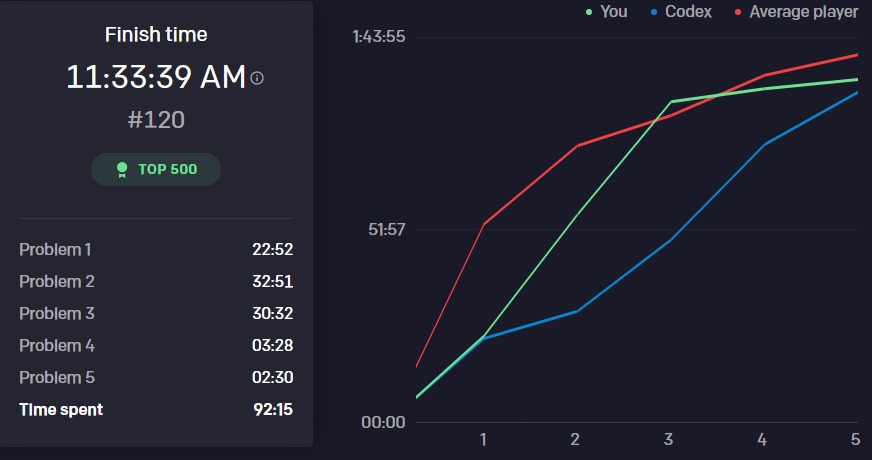 Finish time
11:33:39 AM
#120
TOP 500
Problem 1 22:52
Problem 2 32:51
Problem 3 30:32
Problem 4 03:28
Problem 5 02:30
Time spent 92:15
You Codex Average player
1:43:55
51:57
00:00
1 2 3 4 5